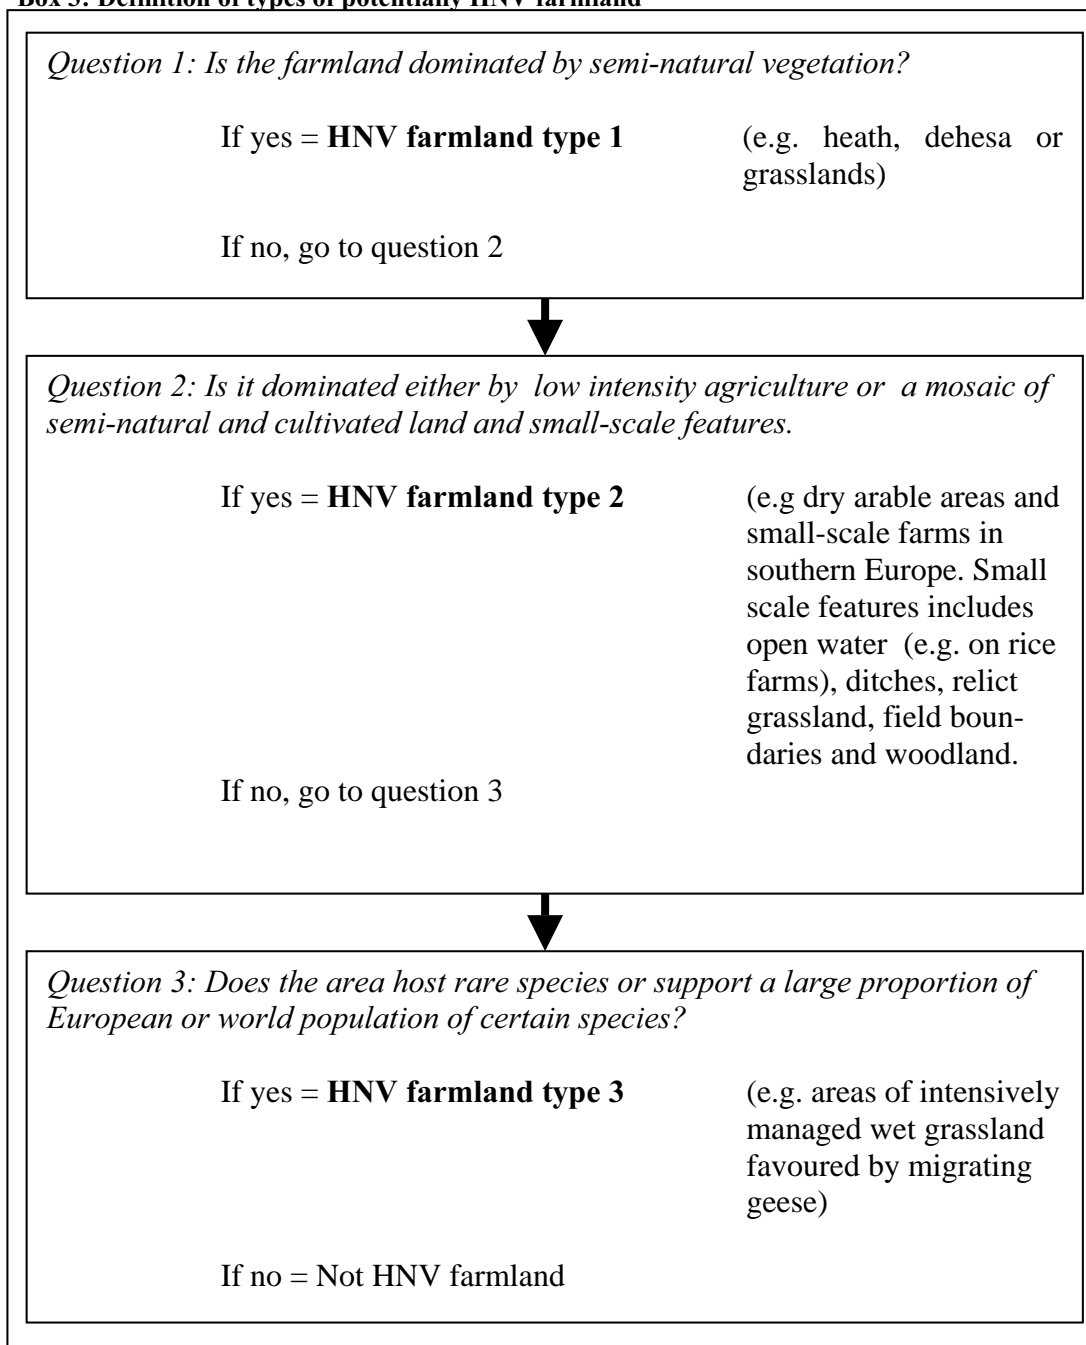 Box 3: Definition of types of potentially HNV farmland
Question 1: Is the farmland dominated by semi-natural vegetation?
If yes = HNV farmland type 1
(e.g. heath, dehesa or
grasslands)
If no, go to question 2
Question 2: Is it dominated either by low intensity agriculture or a mosaic of
semi-natural and cultivated land and small-scale features.
If yes = HNV farmland type 2
(e.g dry arable areas and
small-scale farms in
southern Europe. Small
scale features includes
open water (e.g. on rice
farms), ditches, relict
grassland, field boun-
daries and woodland.
If no, go to question 3
Question 3: Does the area host rare species or support a large proportion of
European or world population of certain species?
If yes = HNV farmland type 3
(e.g. areas of intensively
managed wet grassland
favoured by migrating
geese)
If no = Not HNV farmland